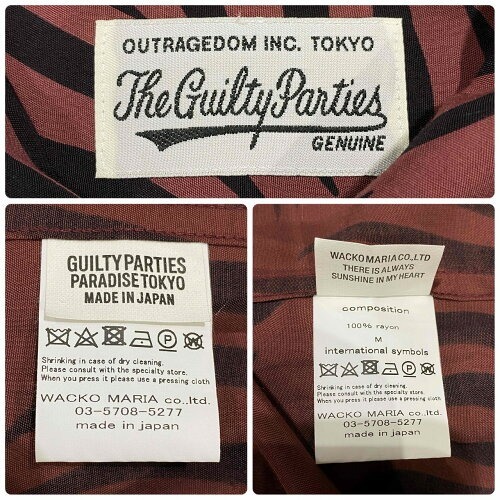 OUTRAGEDOM INC. TOKYO
The Guilty Parties
GENUINE
GUILTYPARTIES
PARADISETOKYO
MADE IN JAPAN
Shrinking in case of dry cleaning.
Please consult with the specialty store.
When you press it please use a pressing cloth
WACKO MARIA co.,ltd.
03-5708-5277
made in japan
WACKO MARIA CO.,LTD
THERE IS ALWAYS
SUNSHINE IN MY HEART
composition
100% rayon
M
international symbols
Shrinking in case of dry cleaning.
Please consult with the specialty store.
When you press it please use a pressing cloth
WACKO MARIA co.,ltd.
03-5708-5277
made in japan